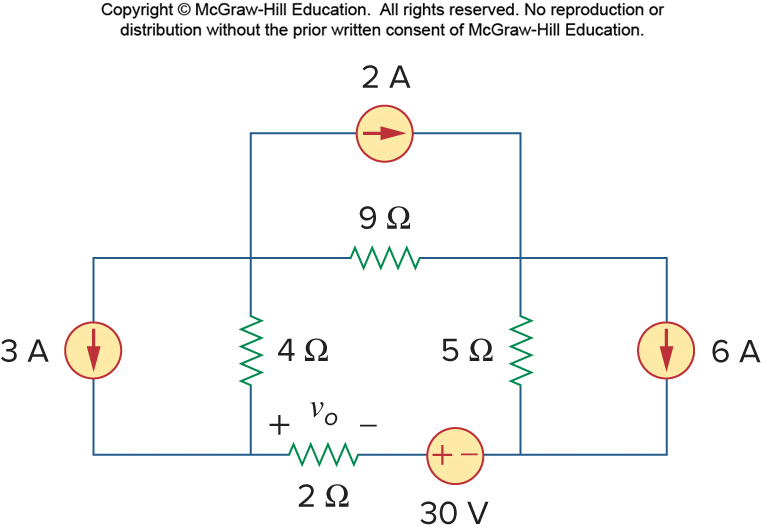 Copyright © McGraw-Hill Education.  All rights reserved. No reproduction or
distribution without the prior written consent of McGraw-Hill Education.
2 A
9 Ω
3 A
4 Ω
5 Ω
6 A
+ vo −
+ −
2 Ω
30 V